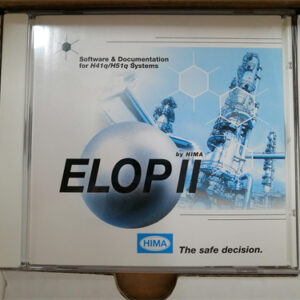 Software & Documentation
for H41q/H51q Systems
by HIMA
ELOP II
HIMA
The safe decision.